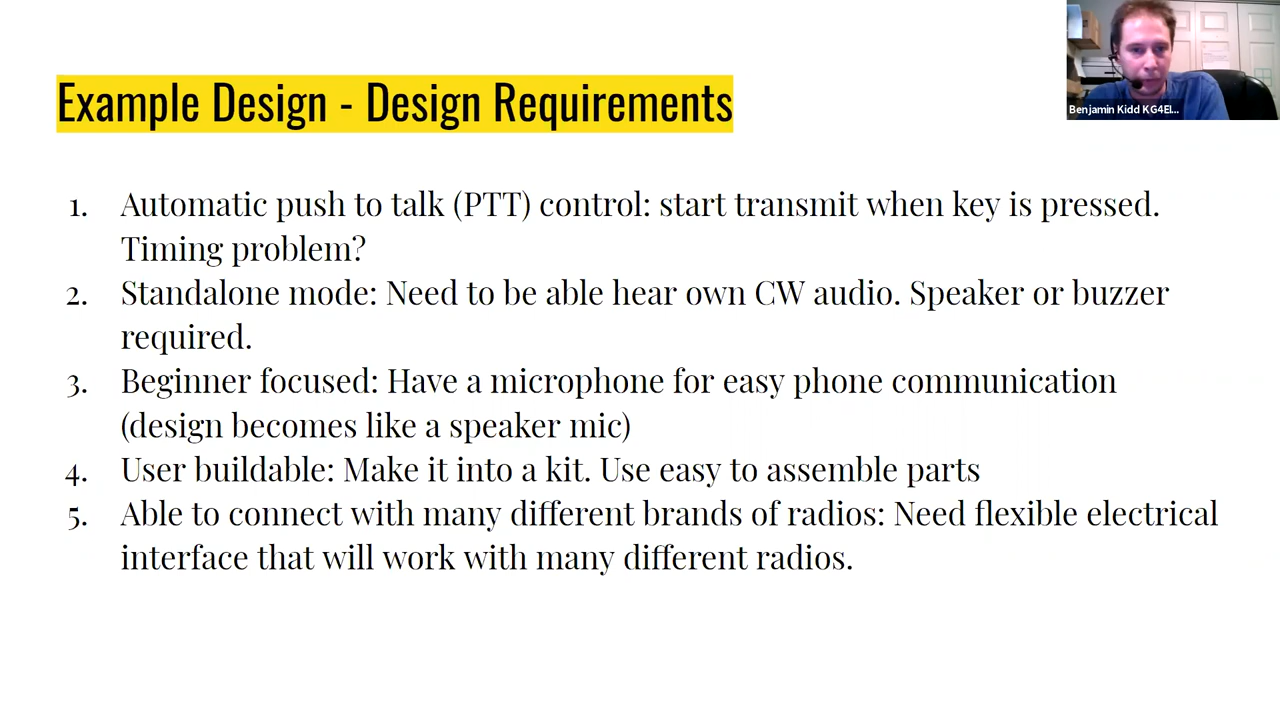 Example Design - Design Requirements
Benjamin Kidd KG4EI...
1. Automatic push to talk (PTT) control: start transmit when key is pressed.
Timing problem?
2. Standalone mode: Need to be able hear own CW audio. Speaker or buzzer
required.
3. Beginner focused: Have a microphone for easy phone communication
(design becomes like a speaker mic)
4. User buildable: Make it into a kit. Use easy to assemble parts
5. Able to connect with many different brands of radios: Need flexible electrical
interface that will work with many different radios.